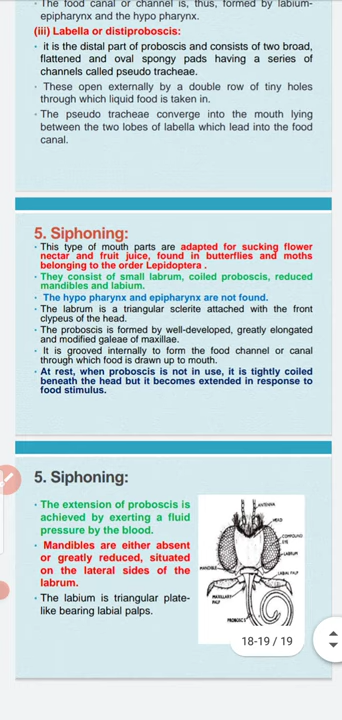 • The food canal or channel is, thus, formed by labium-
epipharynx and the hypo pharynx.
(iii) Labella or distiproboscis:
• it is the distal part of proboscis and consists of two broad,
flattened and oval spongy pads having a series of
channels called pseudo tracheae.
• These open externally by a double row of tiny holes
through which liquid food is taken in.
• The pseudo tracheae converge into the mouth lying
between the two lobes of labella which lead into the food
canal.
5. Siphoning:
• This type of mouth parts are adapted for sucking flower
nectar and fruit juice, found in butterflies and moths
belonging to the order Lepidoptera .
• They consist of small labrum, coiled proboscis, reduced
mandibles and labium.
• The hypo pharynx and epipharynx are not found.
• The labrum is a triangular sclerite attached with the front
clypeus of the head.
• The proboscis is formed by well-developed, greatly elongated
and modified galeae of maxillae.
• It is grooved internally to form the food channel or canal
through which food is drawn up to mouth.
• At rest, when proboscis is not in use, it is tightly coiled
beneath the head but it becomes extended in response to
food stimulus.
5. Siphoning:
• The extension of proboscis is
achieved by exerting a fluid
pressure by the blood.
• Mandibles are either absent
or greatly reduced, situated
on the lateral sides of the
labrum.
• The labium is triangular plate-
like bearing labial palps.
ANTENNA
HEAD
COMPOUND
EYE
LABRUM
MANDIBLE
LABIAL PALP
MAXILLARY
PALP
PROBOSCIS
18-19 / 19